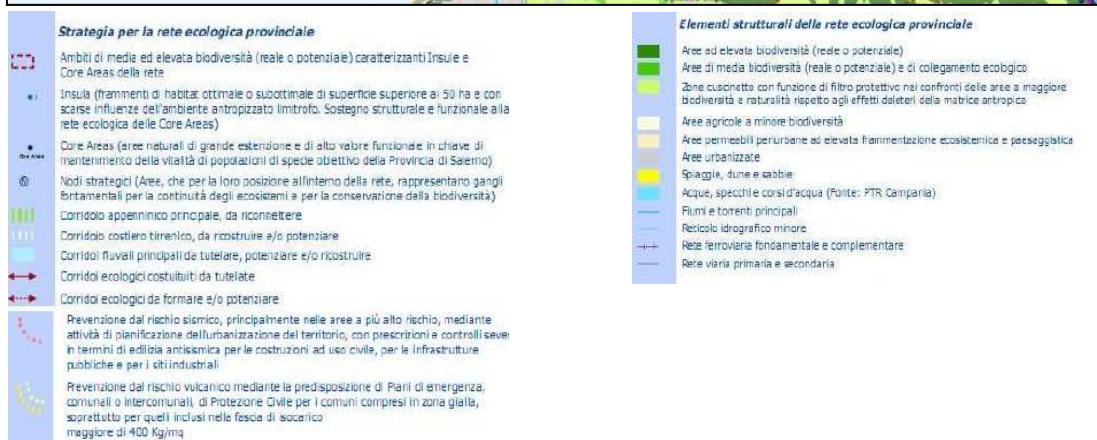 Strategia per la rete ecologica provinciale
Ambiti di media ed elevata biodiversità (reale o potenziale) caratterizzanti Insule e
Core Areas della rete
Insula (frammenti di habitat ottimale o subottimale di superficie superiore ai 50 ha e con
scarse influenze dell'ambiente antropizzato limitrofo. Sostegno strutturale e funzionale alla
rete ecologica delle Core Areas)
Core Areas
Core Areas (aree naturali di grande estenzione e di alto valore funzionale in chiave di
mantenimento della vitalità di popolazioni di specie obiettivo della Provincia di Salerno)
Nodi strategici (Aree, che per la loro posizione all'interno della rete, rappresentano gangli
fontamentali per la continuità degli ecosistemi e per la conservazione della biodiversità)
Corridoio appenninico principale, da riconnettere
Corridoio costiero tirrenico, da ricostruire e/o potenziare
Corridoi fluviali principali da tutelare, potenziare e/o ricostruire
Corridoi ecologici costuituiti da tutelate
Corridoi ecologici da formare e/o potenziare
Prevenzione dal rischio sismico, principalmente nelle aree a più alto rischio, mediante
attività di pianificazione dell'urbanizzazione del territorio, con prescrizioni e controlli sever
in termini di edilizia antisismica per le costruzioni ad uso civile, per le infrastrutture
pubbliche e per i siti industriali
Prevenzione dal rischio vulcanico mediante la predisposizione di Piani di emergenza,
comunali o intercomunali, di Protezione Civile per i comuni compresi in zona gialla,
soprattutto per quelli inclusi nella fascia di isocarico
maggiore di 400 Kg/mq
Elementi strutturali della rete ecologica provinciale
Aree ad elevata biodiversità (reale o potenziale)
Aree di media biodiversità (reale o potenziale) e di collegamento ecologico
Zone cuscinetto con funzione di filtro protettivo nei confronti delle aree a maggiore
biodiversità e naturalità rispetto agli effetti deleteri della matrice antropica
Aree agricole a minore biodiversità
Aree permeabili periurbane ad elevata frammentazione ecosistemica e paesaggistica
Aree urbanizzate
Spiaggie, dune e sabbie
Acque, specchi e corsi d'acqua (Fonte: PTR Campania)
Fiumi e torrenti principali
Reticolo idrografico minore
Rete ferroviaria fondamentale e complementare
Rete viaria primaria e secondaria